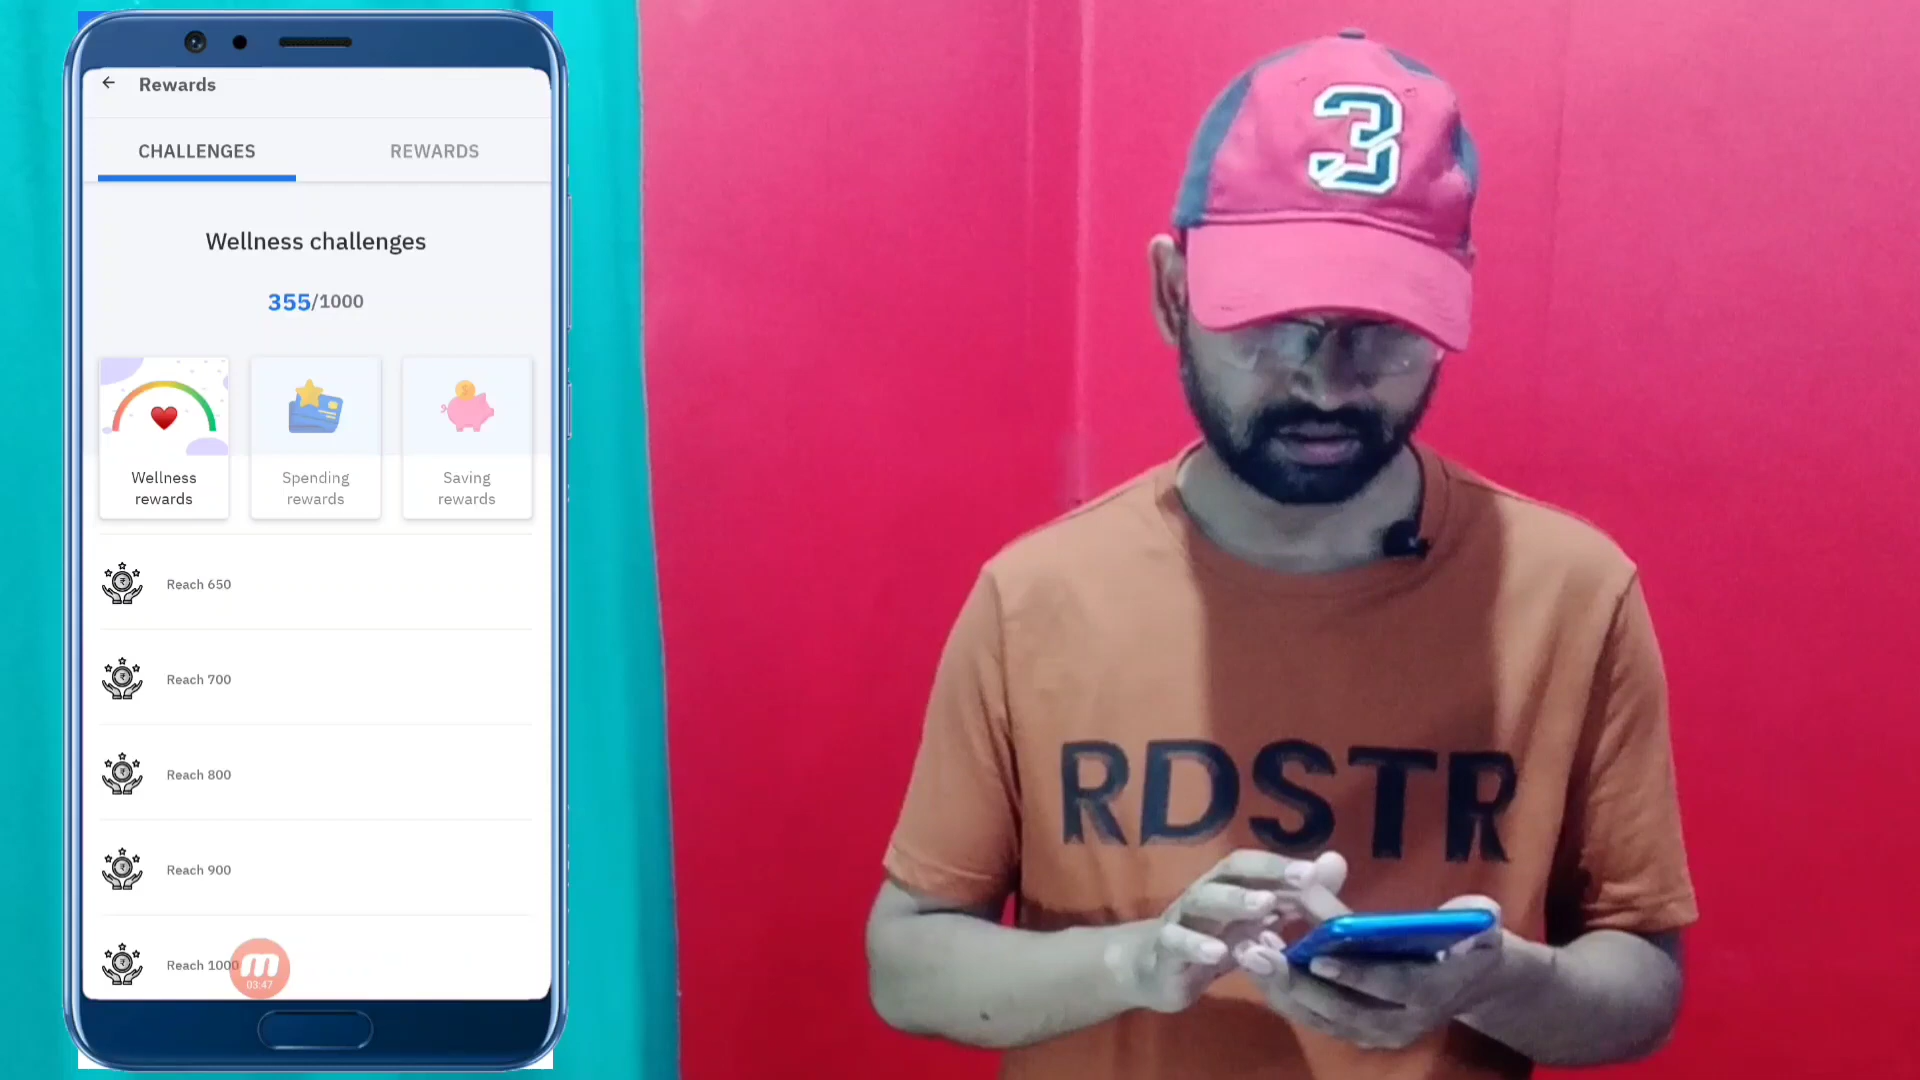 Rewards
CHALLENGES
REWARDS
Wellness challenges
355/1000
Wellness
rewards
Spending
rewards
Saving
rewards
Reach 650
Reach 700
Reach 800
Reach 900
Reach 1000
m
03:47
3
RDSTR